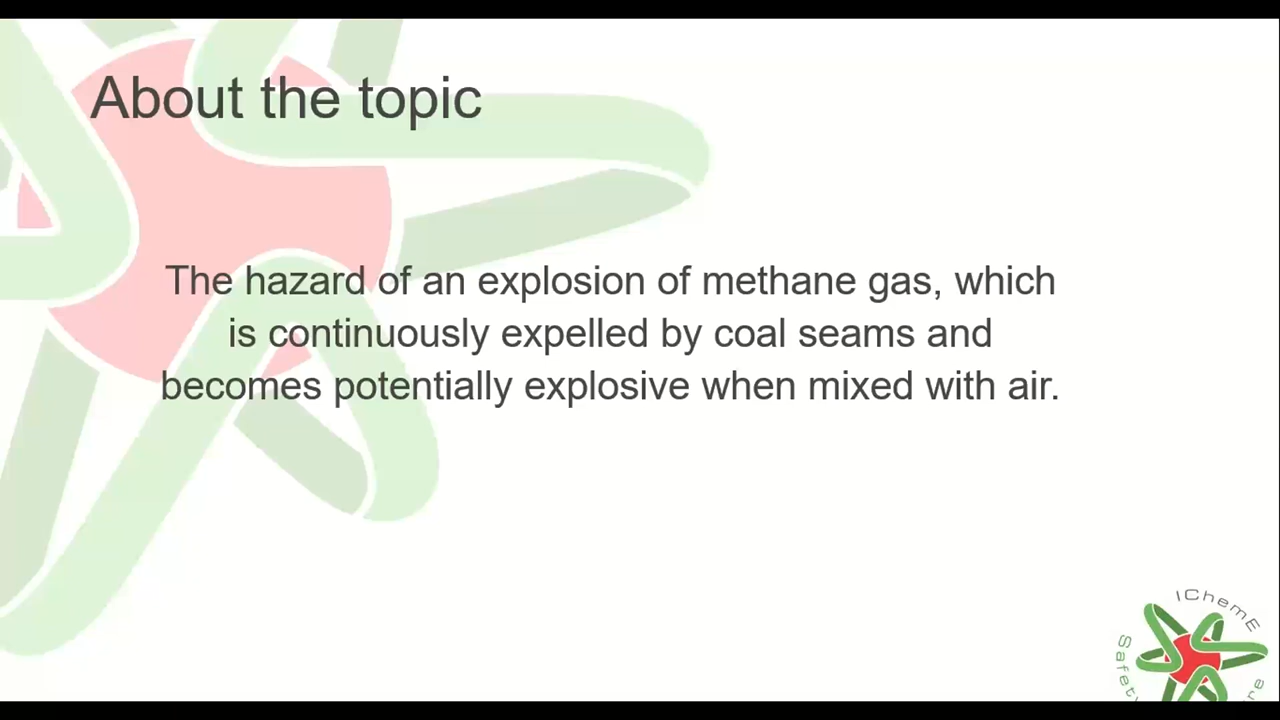 About the topic
The hazard of an explosion of methane gas, which
is continuously expelled by coal seams and
becomes potentially explosive when mixed with air.
IChemE